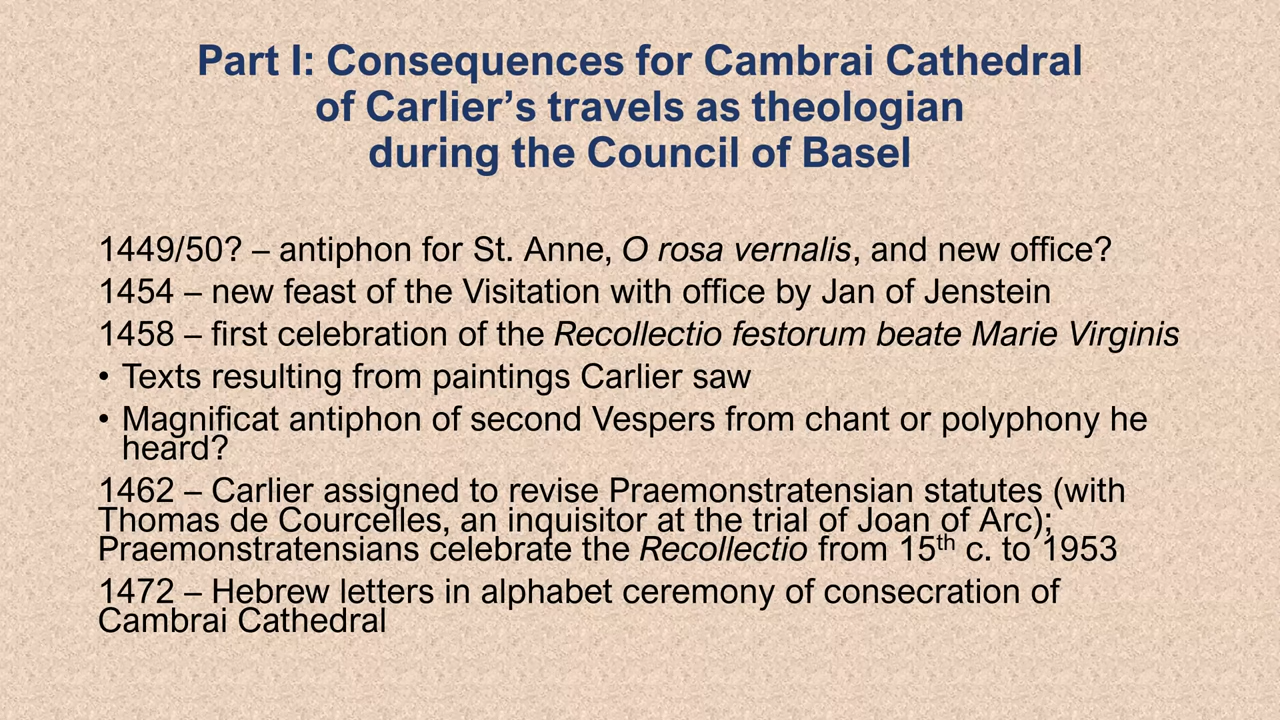 Part I: Consequences for Cambrai Cathedral
of Carlier’s travels as theologian
during the Council of Basel
1449/50? – antiphon for St. Anne, O rosa vernalis, and new office?
1454 – new feast of the Visitation with office by Jan of Jenstein
1458 – first celebration of the Recollectio festorum beate Marie Virginis
• Texts resulting from paintings Carlier saw
• Magnificat antiphon of second Vespers from chant or polyphony he
heard?
1462 – Carlier assigned to revise Praemonstratensian statutes (with
Thomas de Courcelles, an inquisitor at the trial of Joan of Arc);
Praemonstratensians celebrate the Recollectio from 15th c. to 1953
1472 – Hebrew letters in alphabet ceremony of consecration of
Cambrai Cathedral